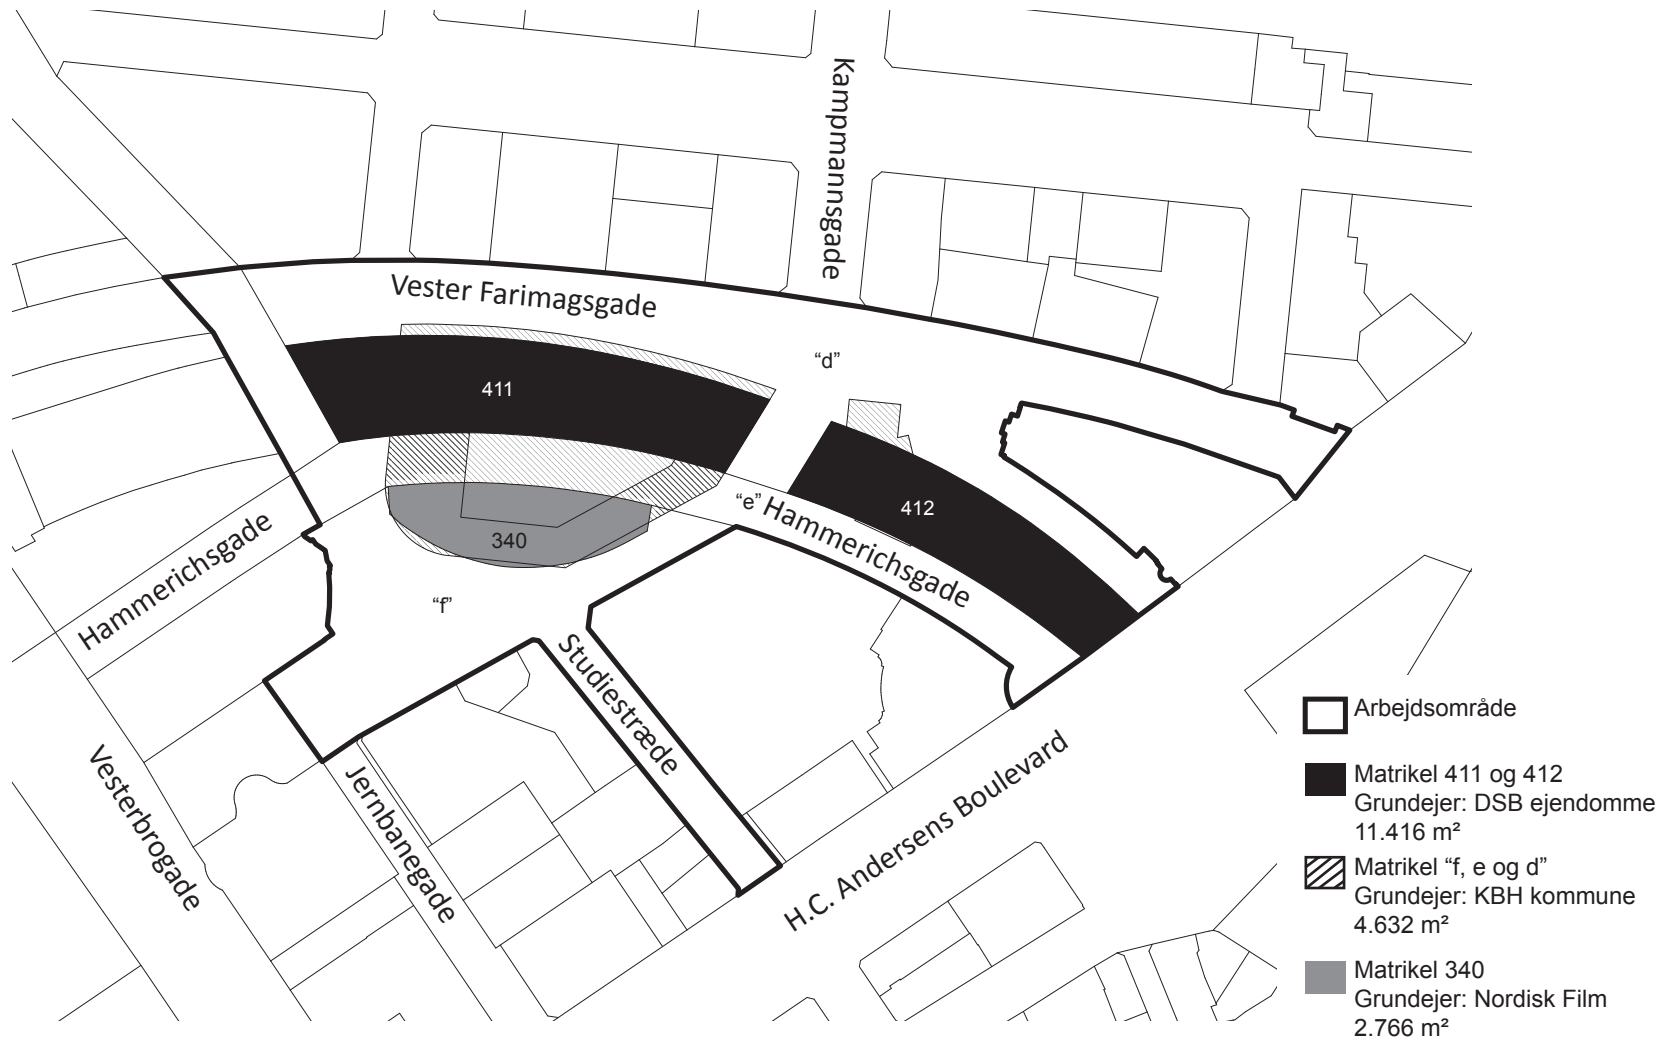 Kampmannsgade
Vester Farimagsgade
“d”
411
412
“e” Hammerichsgade
340
Hammerichsgade
“f”
Studiestræde
Vesterbrogade
Jernbanegade
H.C. Andersens Boulevard
Arbejdsområde
Matrikel 411 og 412
Grundejer: DSB ejendomme
11.416 m²
Matrikel “f, e og d”
Grundejer: KBH kommune
4.632 m²
Matrikel 340
Grundejer: Nordisk Film
2.766 m²